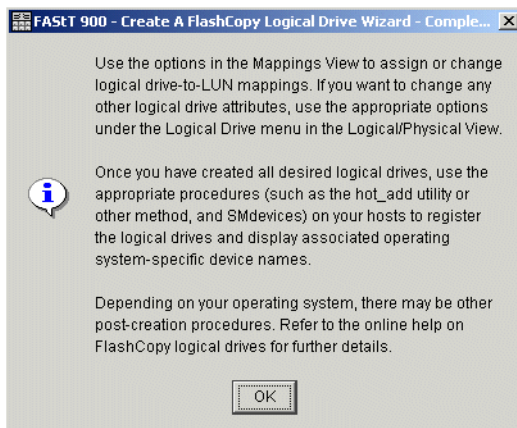 FAStT 900 - Create A FlashCopy Logical Drive Wizard - Comple...
Use the options in the Mappings View to assign or change
logical drive-to-LUN mappings. If you want to change any
other logical drive attributes, use the appropriate options
under the Logical Drive menu in the Logical/Physical View.
Once you have created all desired logical drives, use the
appropriate procedures (such as the hot_add utility or
other method, and SMdevices) on your hosts to register
the logical drives and display associated operating
system-specific device names.
Depending on your operating system, there may be other
post-creation procedures. Refer to the online help on
FlashCopy logical drives for further details.
OK